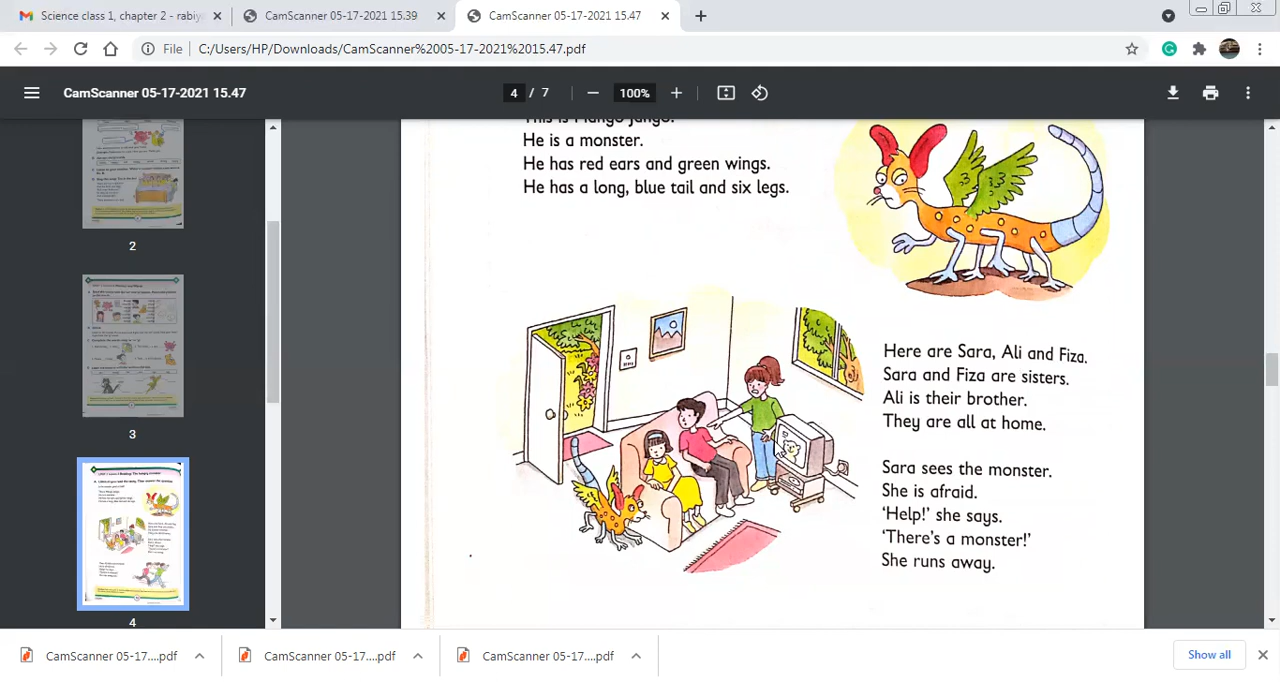 Science class 1, chapter 2 - rabiy
CamScanner 05-17-2021 15.39
CamScanner 05-17-2021 15.47
File
C:/Users/HP/Downloads/CamScanner%2005-17-2021%2015.47.pdf
CamScanner 05-17-2021 15.47
4 / 7
100%
2
3
4
This is Mango Jango.
He is a monster.
He has red ears and green wings.
He has a long, blue tail and six legs.
Here are Sara, Ali and Fiza.
Sara and Fiza are sisters.
Ali is their brother.
They are all at home.
Sara sees the monster.
She is afraid.
‘Help!’ she says.
‘There’s a monster!’
She runs away.
CamScanner 05-17....pdf
CamScanner 05-17....pdf
CamScanner 05-17....pdf
Show all